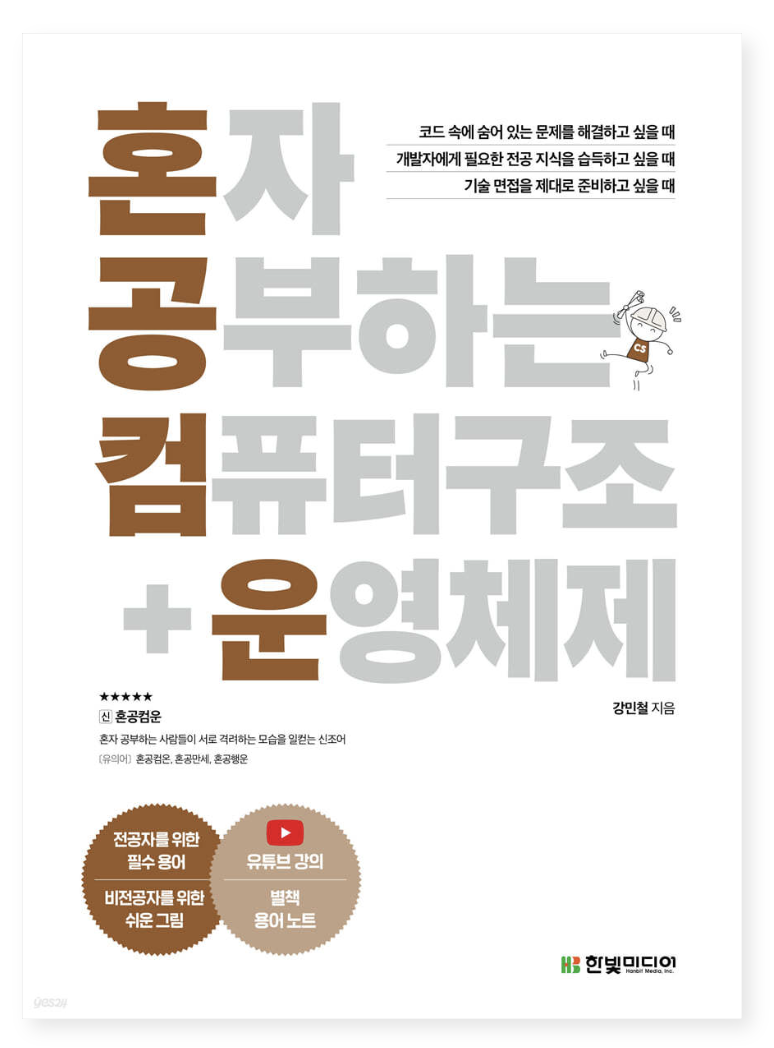 혼자
공부하는
컴퓨터구조
+ 운영체제
코드 속에 숨어 있는 문제를 해결하고 싶을 때
개발자에게 필요한 전공 지식을 습득하고 싶을 때
기술 면접을 제대로 준비하고 싶을 때
CS
★★★★★
신 혼공컴운
혼자 공부하는 사람들이 서로 격려하는 모습을 일컫는 신조어
[유의어] 혼공컴온, 혼공만세, 혼공행운
강민철 지음
전공자를 위한
필수 용어
비전공자를 위한
쉬운 그림
유튜브 강의
별책
용어 노트
HB 한빛미디어
Hanbit Media, Inc.
yes24